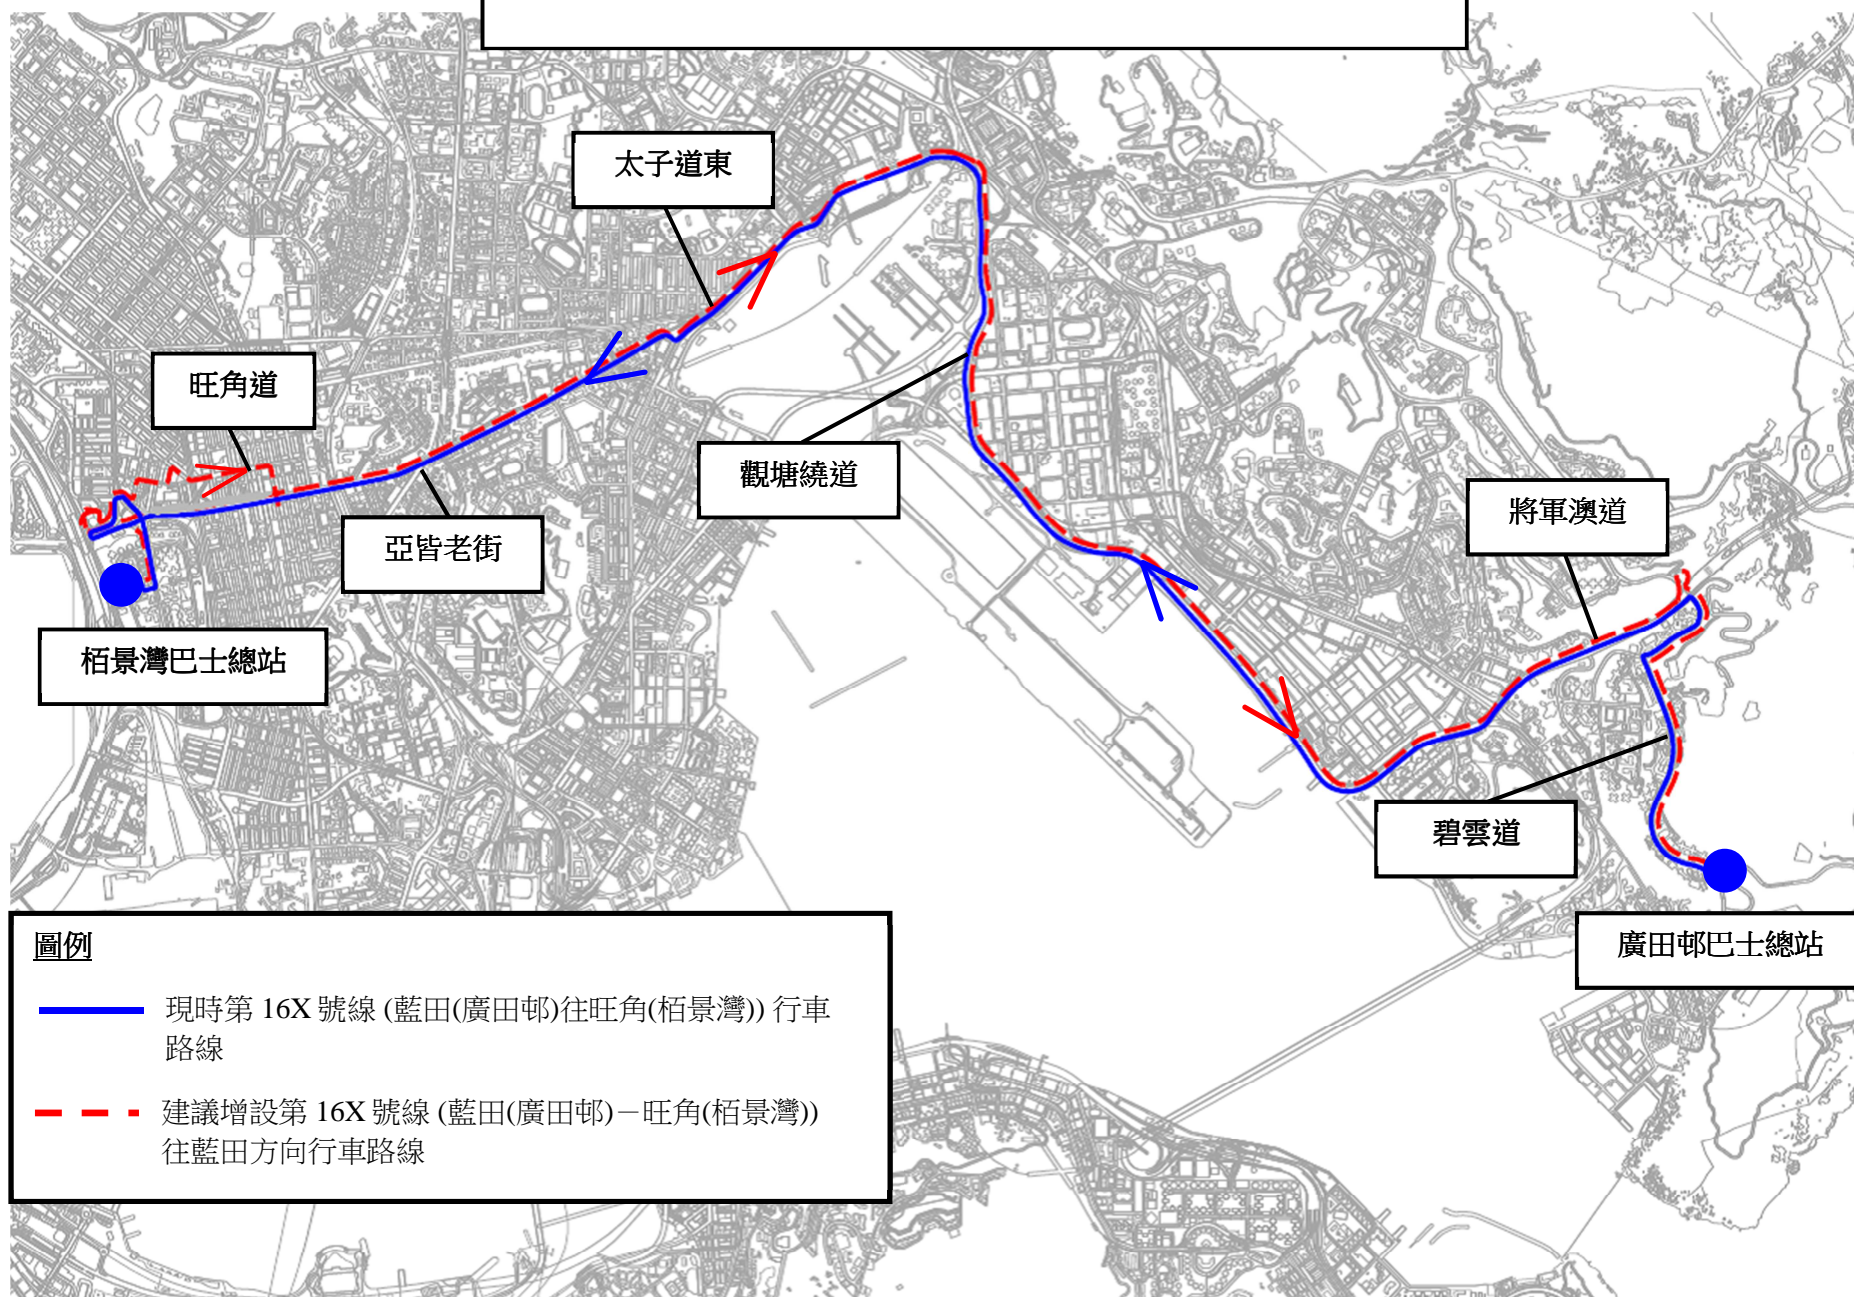 太子道東
旺角道
觀塘繞道
將軍澳道
亞皆老街
栢景灣巴士總站
碧雲道
廣田邨巴士總站
圖例
現時第 16X 號線 (藍田(廣田邨)往旺角(栢景灣)) 行車
路線
建議增設第 16X 號線 (藍田(廣田邨)－旺角(栢景灣))
往藍田方向行車路線